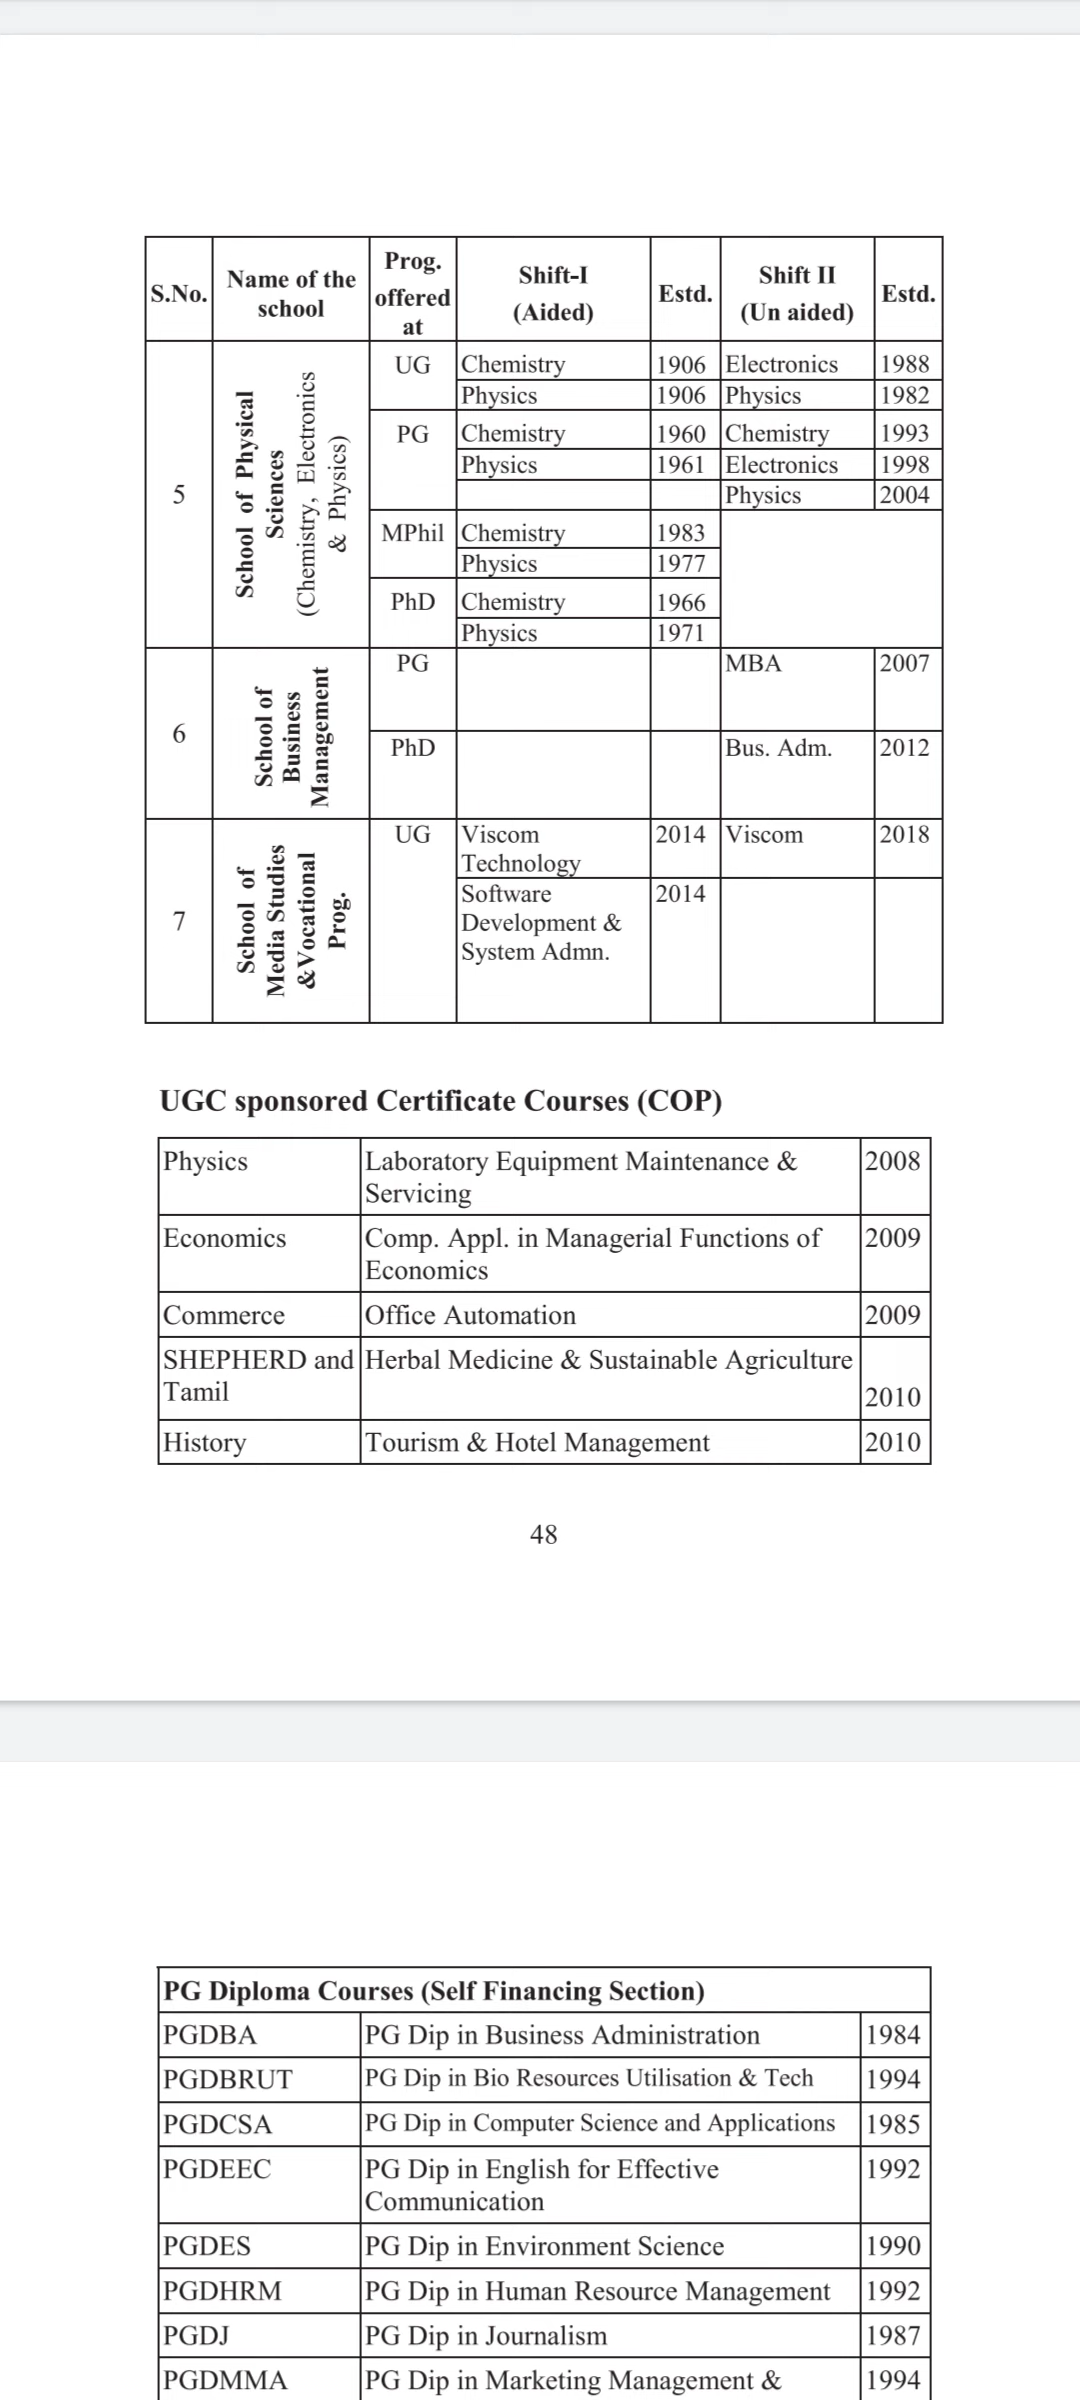 S.No. Name of the school Prog. offered at Shift-I (Aided) Estd. Shift II (Un aided) Estd.
5 School of Physical Sciences (Chemistry, Electronics & Physics)
UG Chemistry 1906 Electronics 1988
Physics 1906 Physics 1982
PG Chemistry 1960 Chemistry 1993
Physics 1961 Electronics 1998
Physics 2004
MPhil Chemistry 1983
Physics 1977
PhD Chemistry 1966
Physics 1971
6 School of Business Management
PG MBA 2007
PhD Bus. Adm. 2012
7 School of Media Studies &Vocational Prog.
UG Viscom Technology 2014 Viscom 2018
Software Development & System Admn. 2014
UGC sponsored Certificate Courses (COP)
Physics Laboratory Equipment Maintenance & Servicing 2008
Economics Comp. Appl. in Managerial Functions of Economics 2009
Commerce Office Automation 2009
SHEPHERD and Tamil Herbal Medicine & Sustainable Agriculture 2010
History Tourism & Hotel Management 2010
48
PG Diploma Courses (Self Financing Section)
PGDBA PG Dip in Business Administration 1984
PGDBRUT PG Dip in Bio Resources Utilisation & Tech 1994
PGDCSA PG Dip in Computer Science and Applications 1985
PGDEEC PG Dip in English for Effective Communication 1992
PGDES PG Dip in Environment Science 1990
PGDHRM PG Dip in Human Resource Management 1992
PGDJ PG Dip in Journalism 1987
PGDMMA PG Dip in Marketing Management & 1994